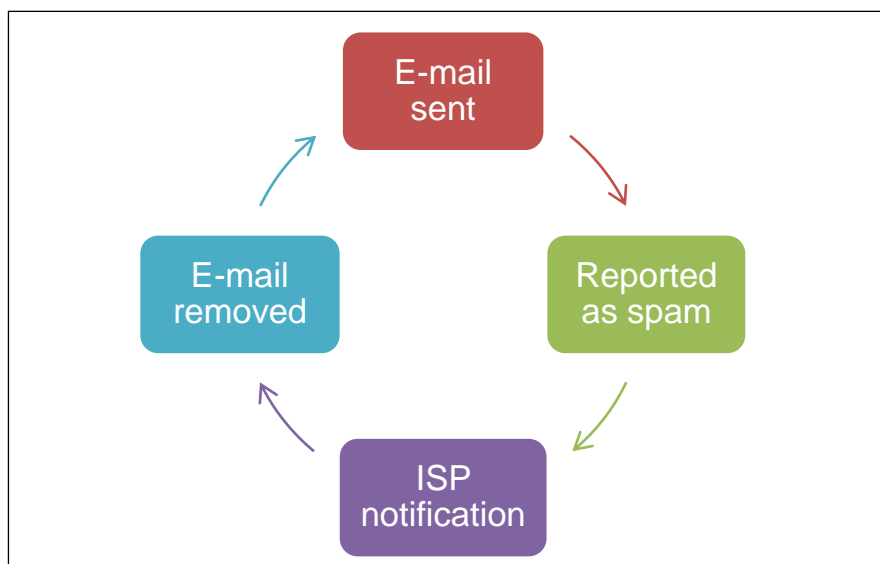 E-mail
sent
Reported
as spam
ISP
notification
E-mail
removed